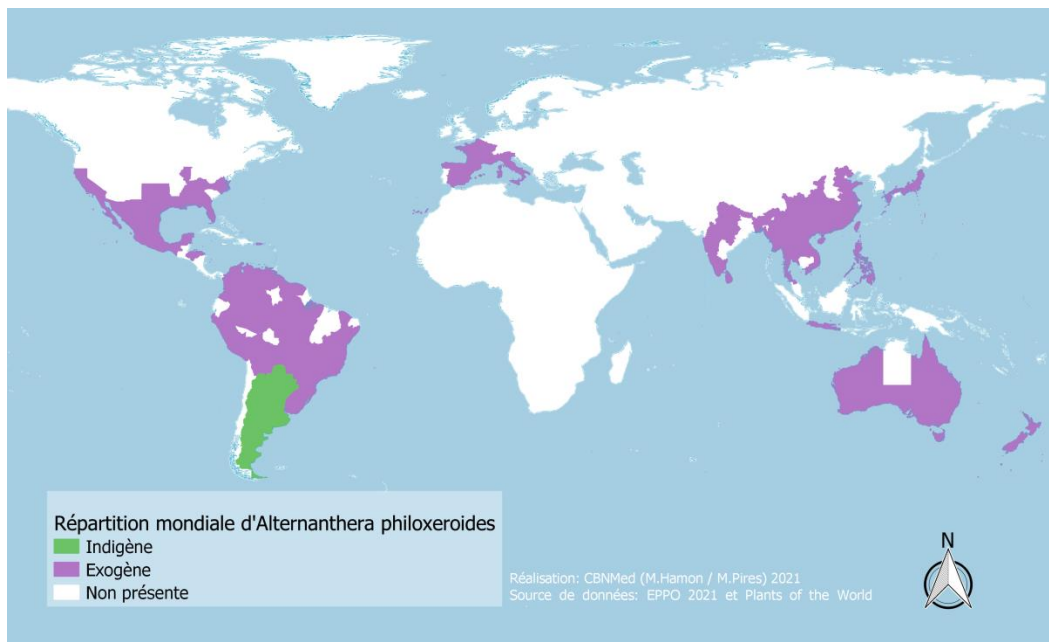 Répartition mondiale d'Alternanthera philoxeroides
Indigène
Exogène
Non présente
Réalisation: CBNMed (M.Hamon / M.Pires) 2021
Source de données: EPPO 2021 et Plants of the World
N